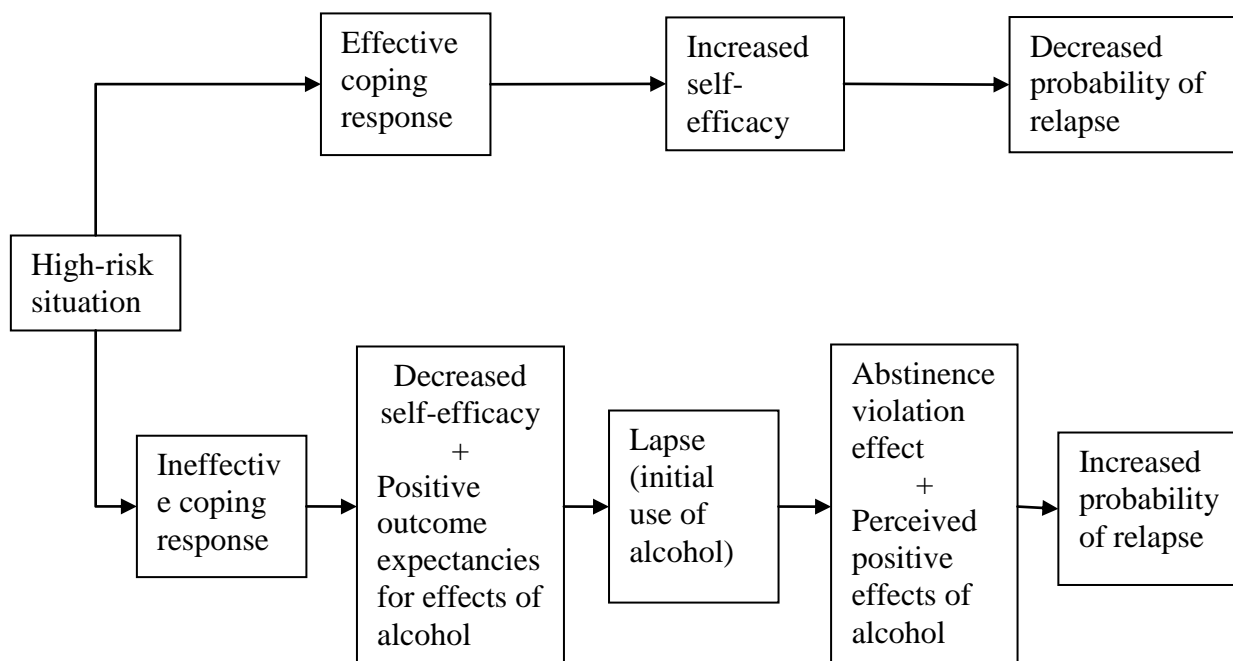 Effective
coping
response
Increased
self-
efficacy
Decreased
probability of
relapse
High-risk
situation
Ineffectiv
e coping
response
Decreased
self-efficacy
+
Positive
outcome
expectancies
for effects of
alcohol
Lapse
(initial
use of
alcohol)
Abstinence
violation
effect
+
Perceived
positive
effects of
alcohol
Increased
probability
of relapse